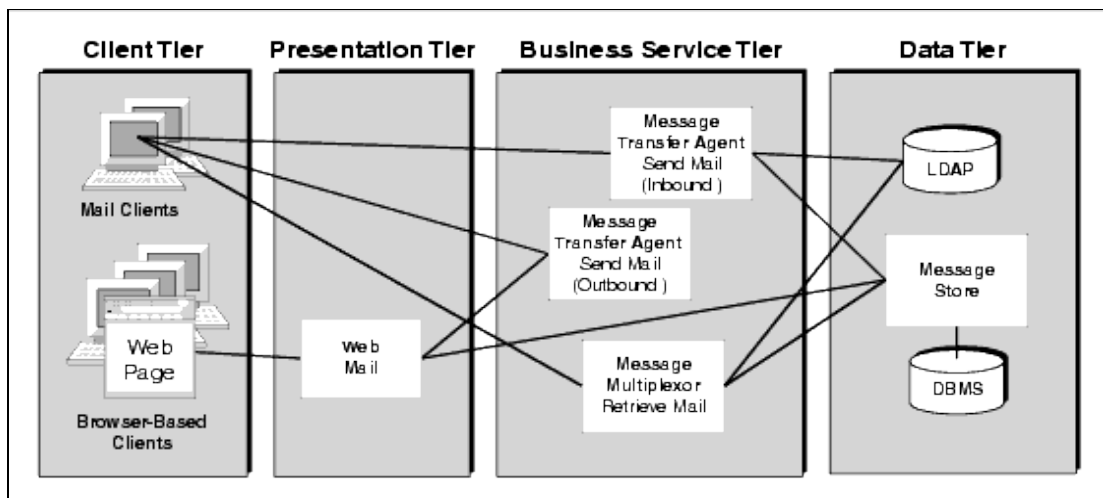 Client Tier
Presentation Tier
Business Service Tier
Data Tier
Mail Clients
Web
Page
Browser-Based
Clients
Web
Mail
Message
Transfer Agent
Send Mail
(Inbound )
Message
Transfer Agent
Send Mail
(Outbound )
Message
Multiplexor
Retrieve Mail
LDAP
Message
Store
DBMS